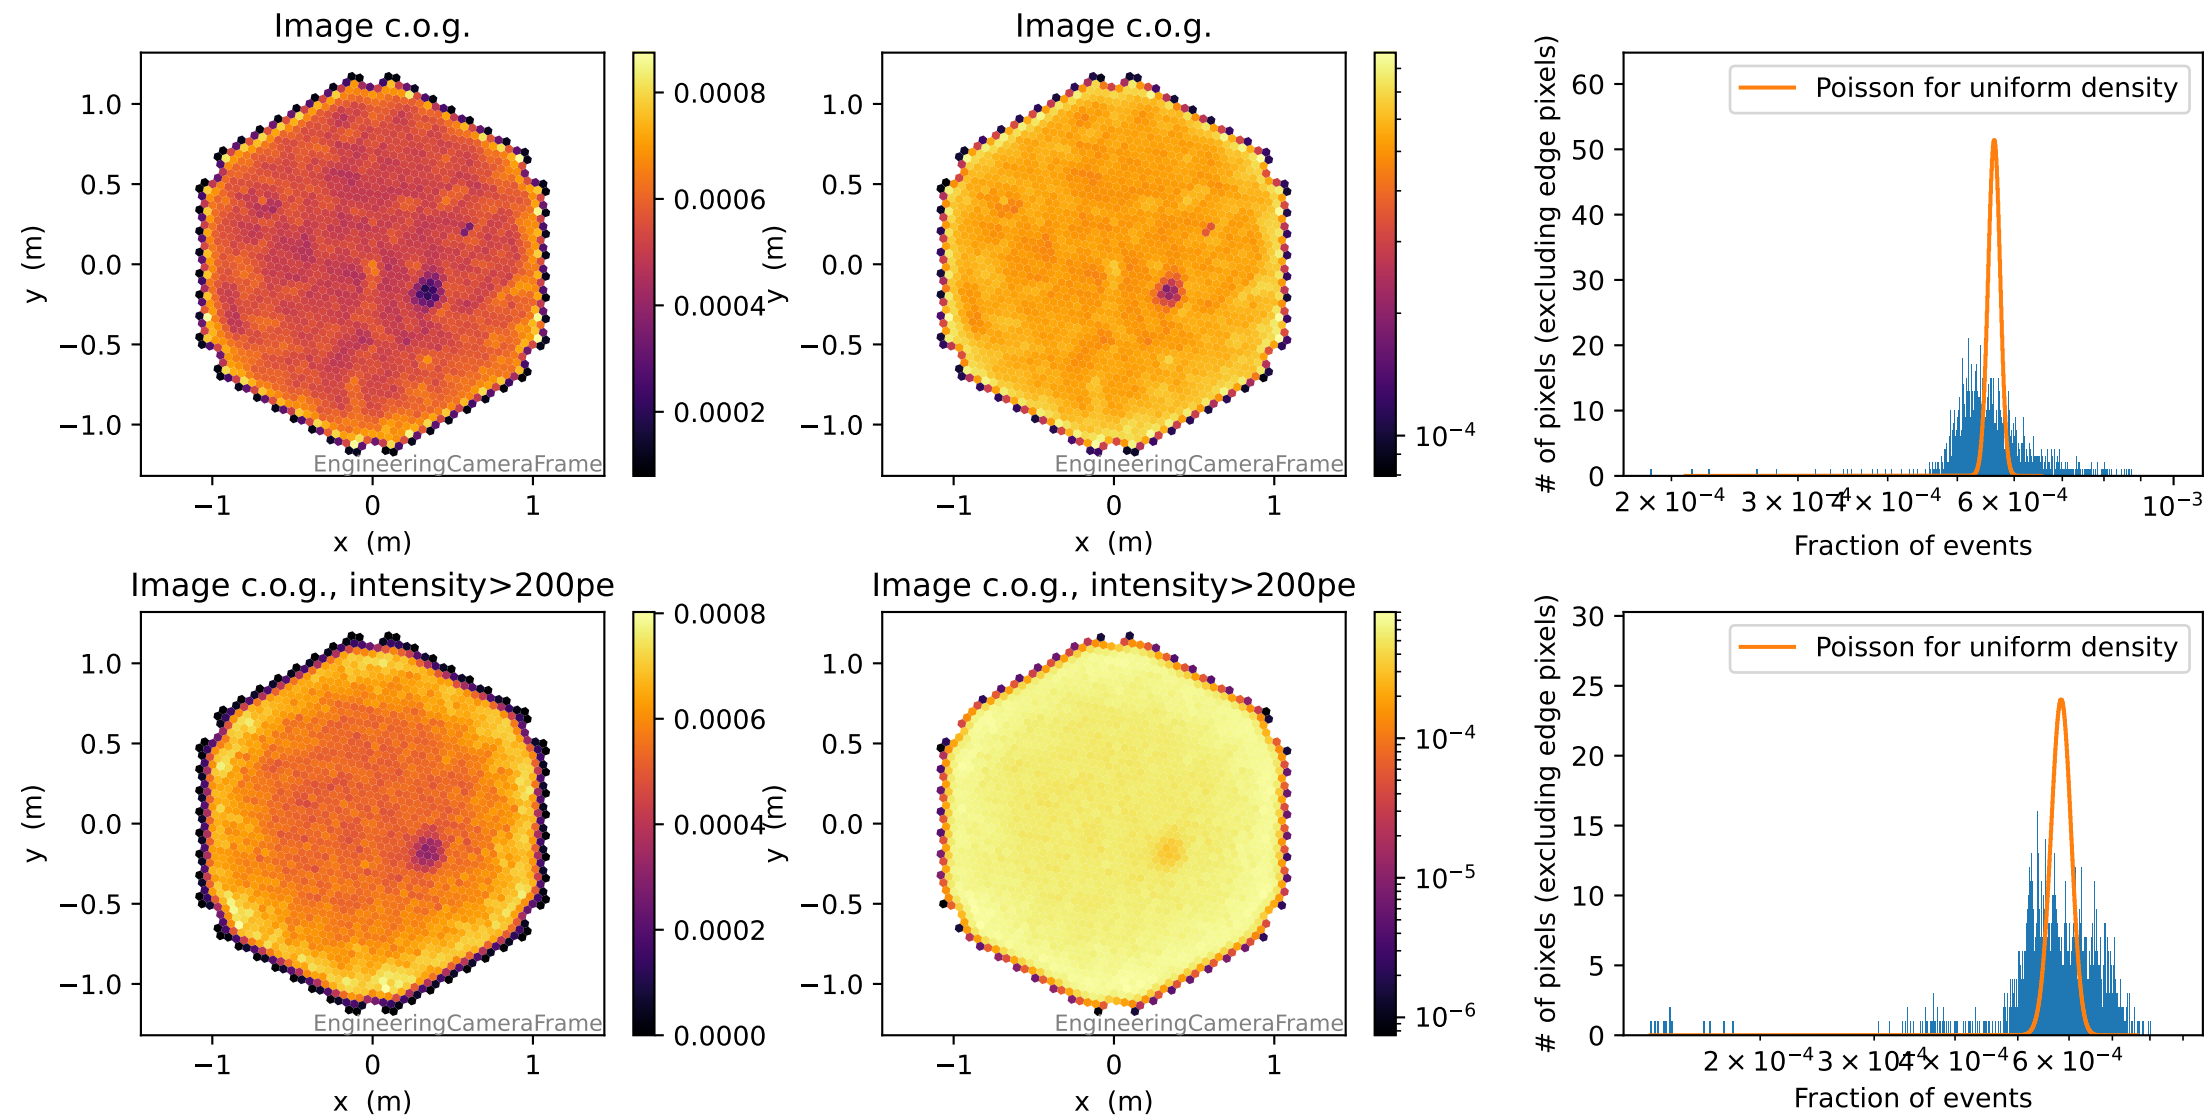 Image c.o.g.
Image c.o.g.
1.0
0.5
0.0
−0.5
−1.0
y (m)
−1
0
1
x (m)
EngineeringCameraFrame
0.0008
0.0006
0.0004
0.0002
1.0
0.5
0.0
−0.5
−1.0
y (m)
−1
0
1
x (m)
EngineeringCameraFrame
10⁻⁴
60
50
40
30
20
10
0
# of pixels (excluding edge pixels)
Poisson for uniform density
2 × 10⁻⁴
3 × 10⁻⁴
4 × 10⁻⁴
6 × 10⁻⁴
10⁻³
Fraction of events
Image c.o.g., intensity>200pe
Image c.o.g., intensity>200pe
1.0
0.5
0.0
−0.5
−1.0
y (m)
−1
0
1
x (m)
EngineeringCameraFrame
0.0008
0.0006
0.0004
0.0002
0.0000
1.0
0.5
0.0
−0.5
−1.0
y (m)
−1
0
1
x (m)
EngineeringCameraFrame
10⁻⁴
10⁻⁵
10⁻⁶
30
25
20
15
10
5
0
# of pixels (excluding edge pixels)
Poisson for uniform density
2 × 10⁻⁴
3 × 10⁻⁴
4 × 10⁻⁴
6 × 10⁻⁴
Fraction of events